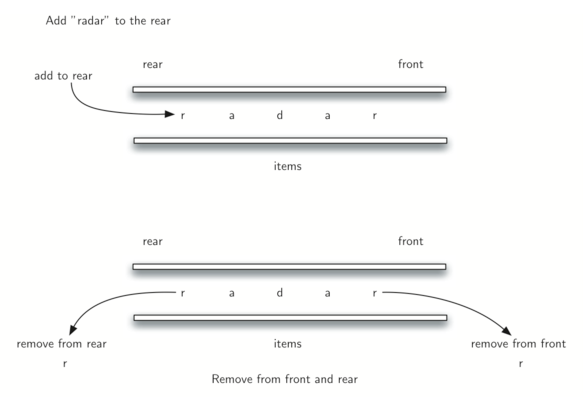 Add "radar" to the rear
rear front
add to rear
r a d a r
items
rear front
r a d a r
remove from rear items remove from front
r r
Remove from front and rear